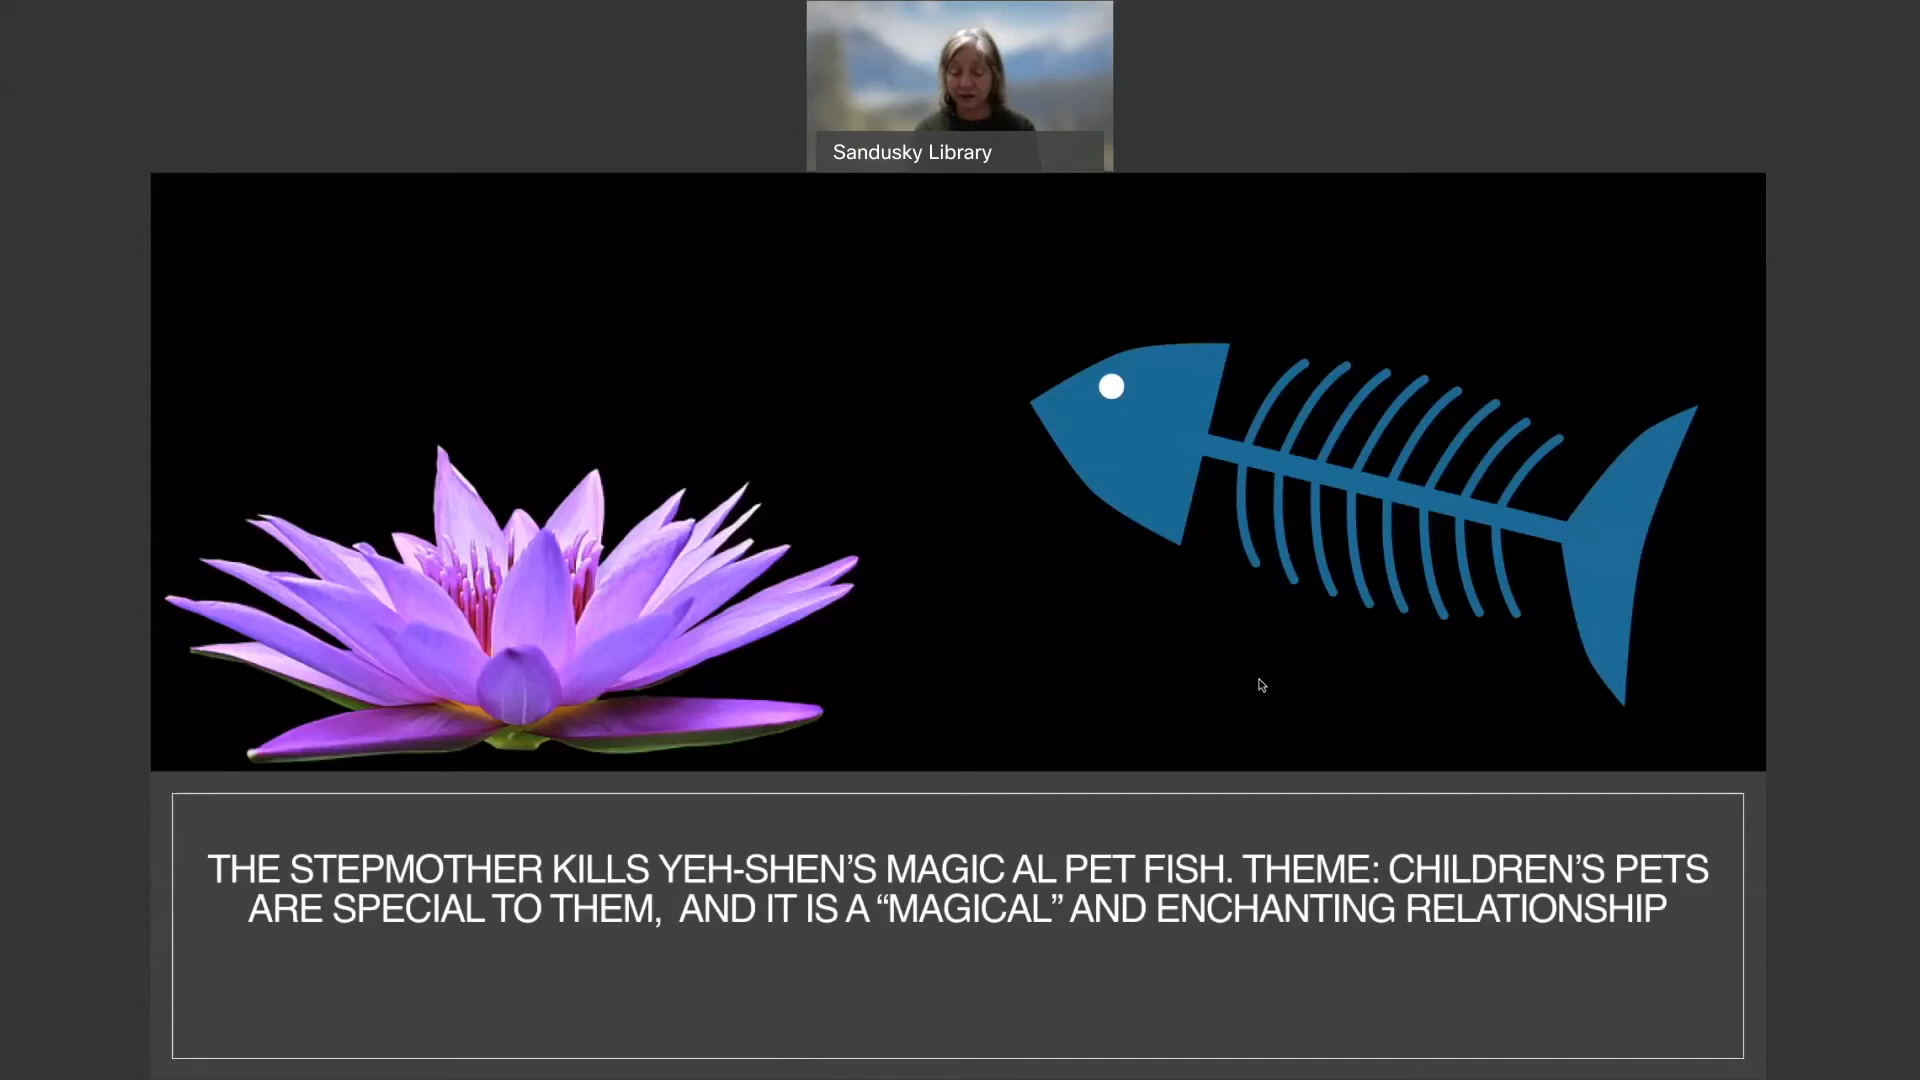 Sandusky Library
THE STEPMOTHER KILLS YEH-SHEN’S MAGIC AL PET FISH. THEME: CHILDREN’S PETS
ARE SPECIAL TO THEM,  AND IT IS A “MAGICAL” AND ENCHANTING RELATIONSHIP